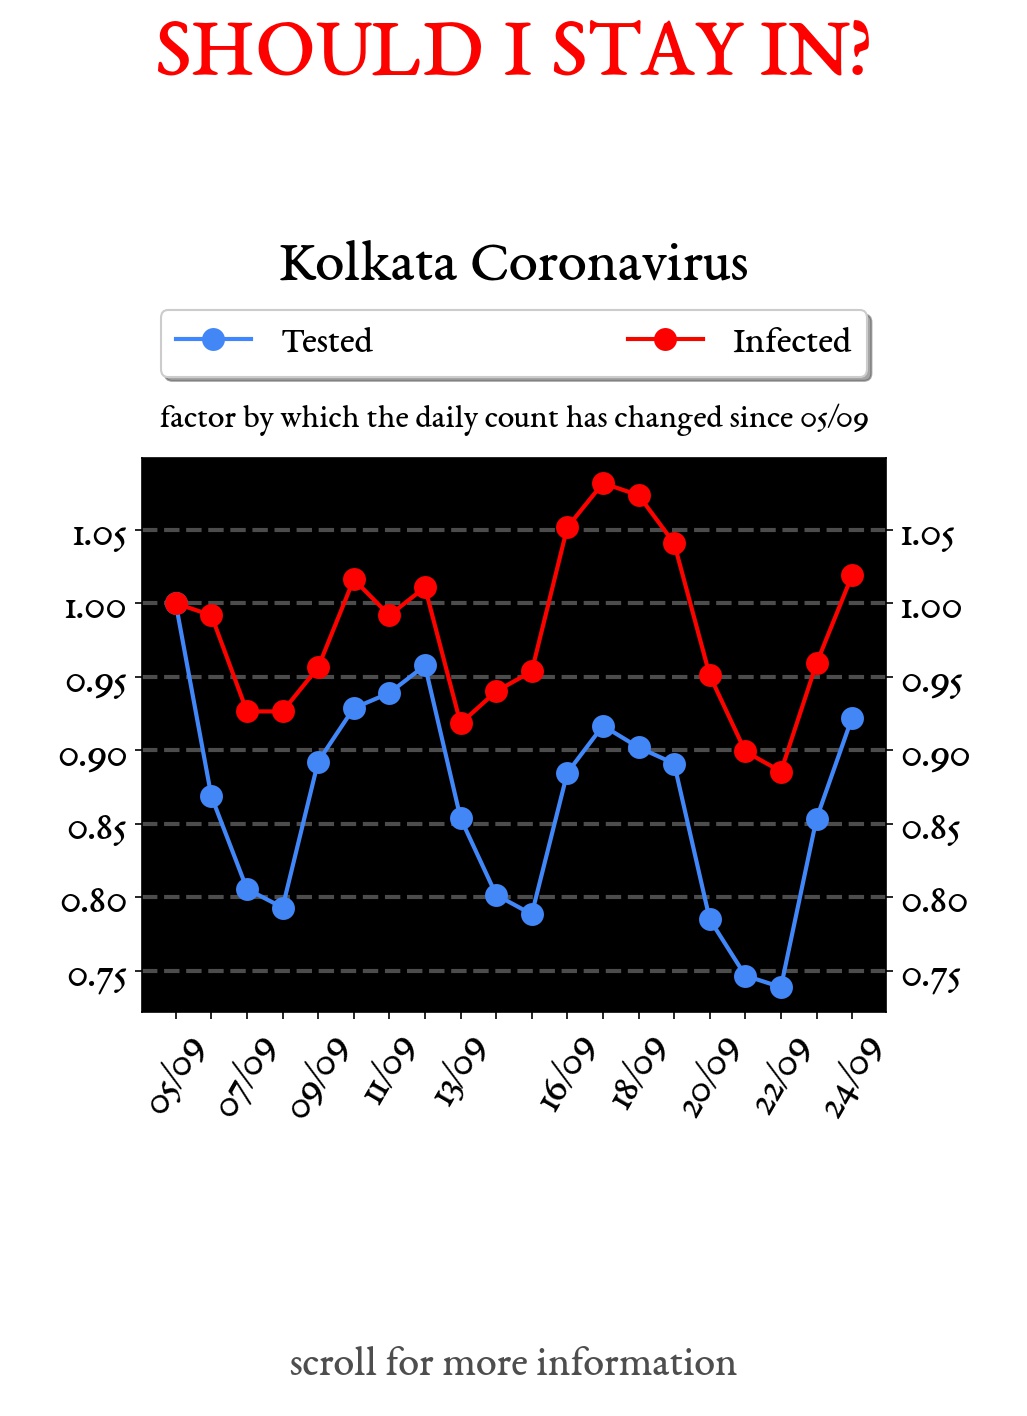 SHOULD I STAY IN?
Kolkata Coronavirus
Tested Infected
factor by which the daily count has changed since 05/09
1.05 1.05
1.00 1.00
0.95 0.95
0.90 0.90
0.85 0.85
0.80 0.80
0.75 0.75
05/09 07/09 09/09 11/09 13/09 16/09 18/09 20/09 22/09 24/09
scroll for more information